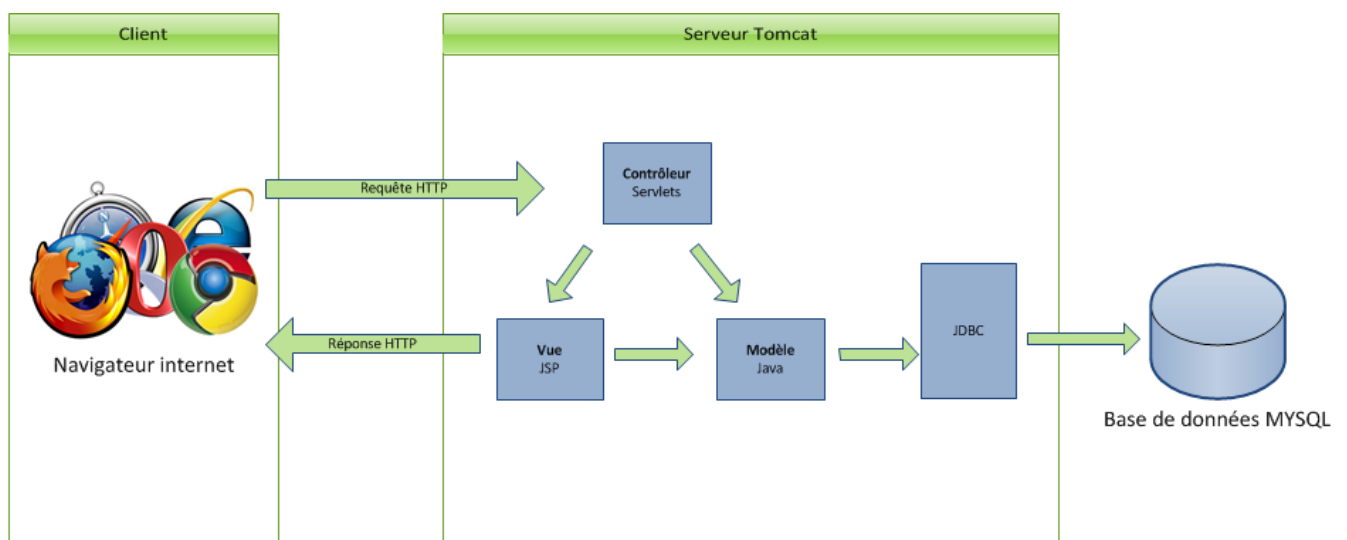 Client
Serveur Tomcat
Contrôleur
Servlets
Requête HTTP
JDBC
Réponse HTTP
Vue
JSP
Modèle
Java
Navigateur internet
Base de données MYSQL